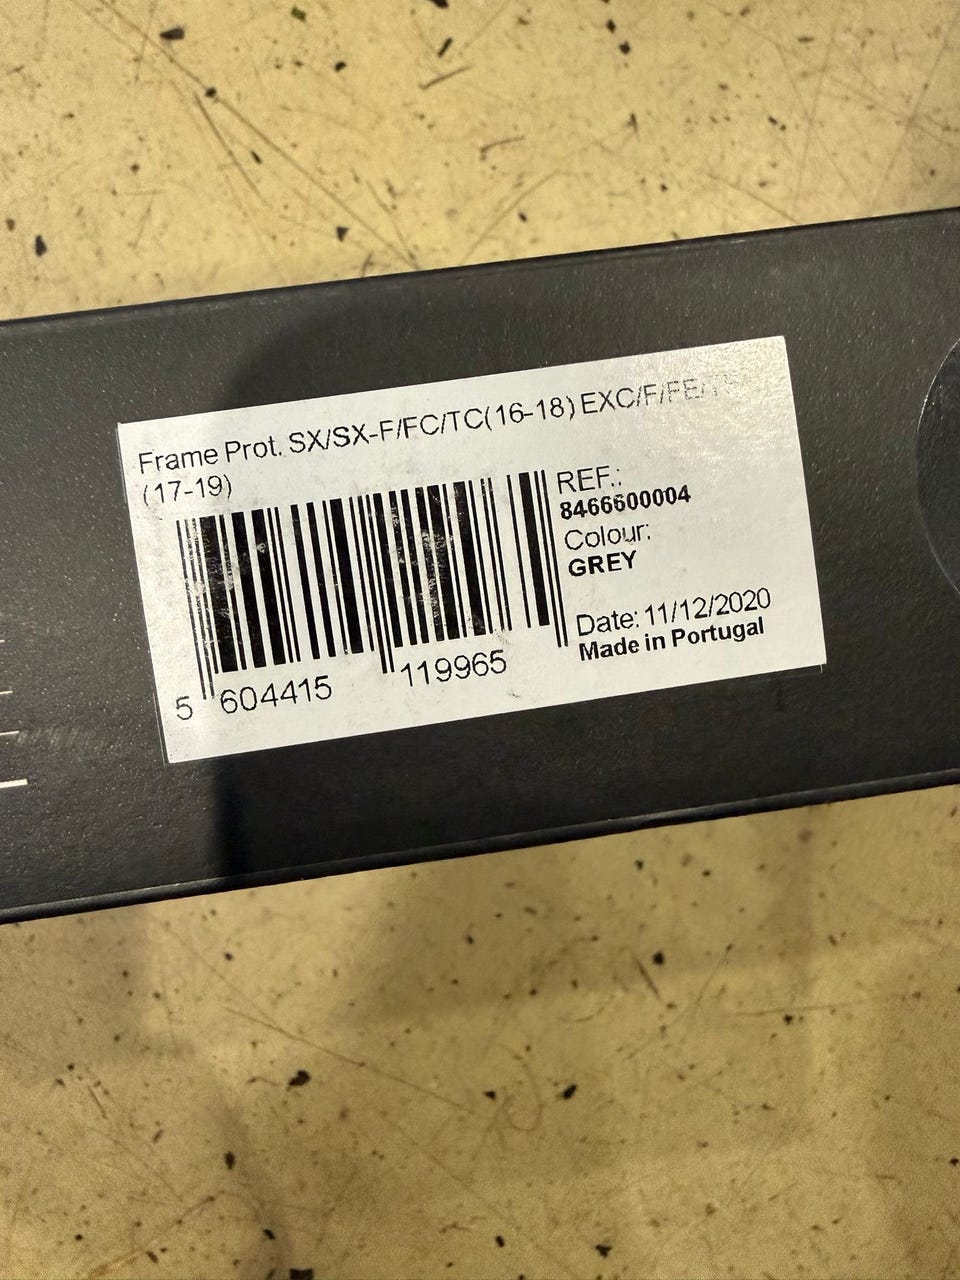 Frame Prot. SX/SX-F/FC/TC(16-18) EXC/F/FE/
(17-19)
REF.:
8466600004
Colour:
GREY
Date: 11/12/2020
Made in Portugal
5 604415 119965